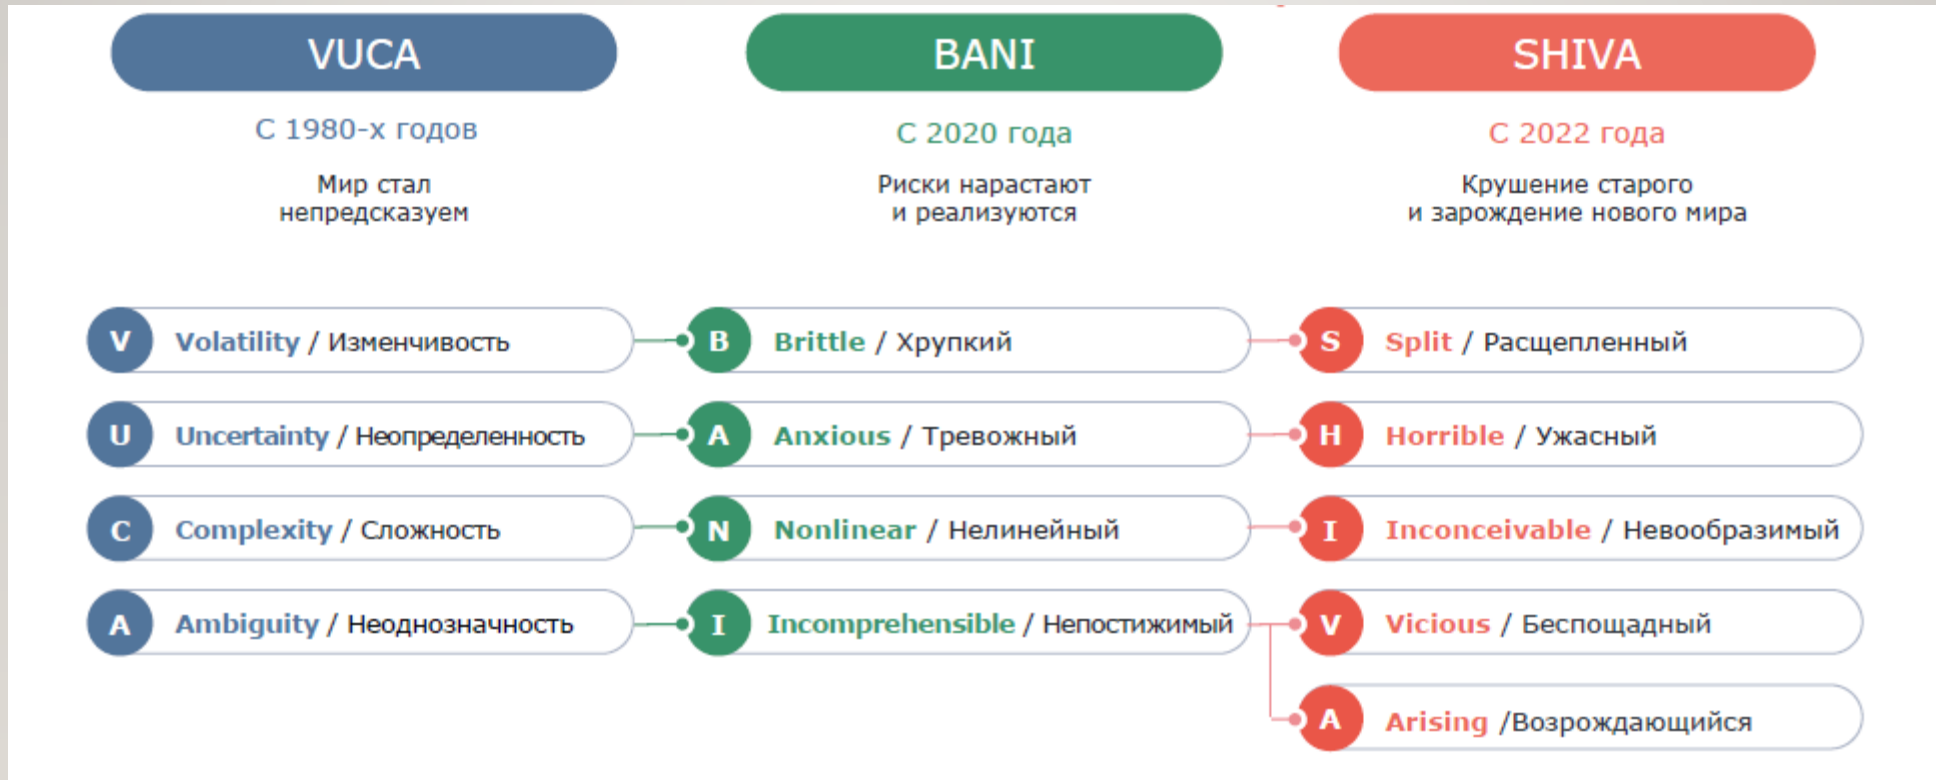 VUCA
С 1980-х годов
Мир стал
непредсказуем
V Volatility / Изменчивость
U Uncertainty / Неопределенность
C Complexity / Сложность
A Ambiguity / Неоднозначность
BANI
С 2020 года
Риски нарастают
и реализуются
B Brittle / Хрупкий
A Anxious / Тревожный
N Nonlinear / Нелинейный
I Incomprehensible / Непостижимый
SHIVA
С 2022 года
Крушение старого
и зарождение нового мира
S Split / Расщепленный
H Horrible / Ужасный
I Inconceivable / Невообразимый
V Vicious / Беспощадный
A Arising /Возрождающийся